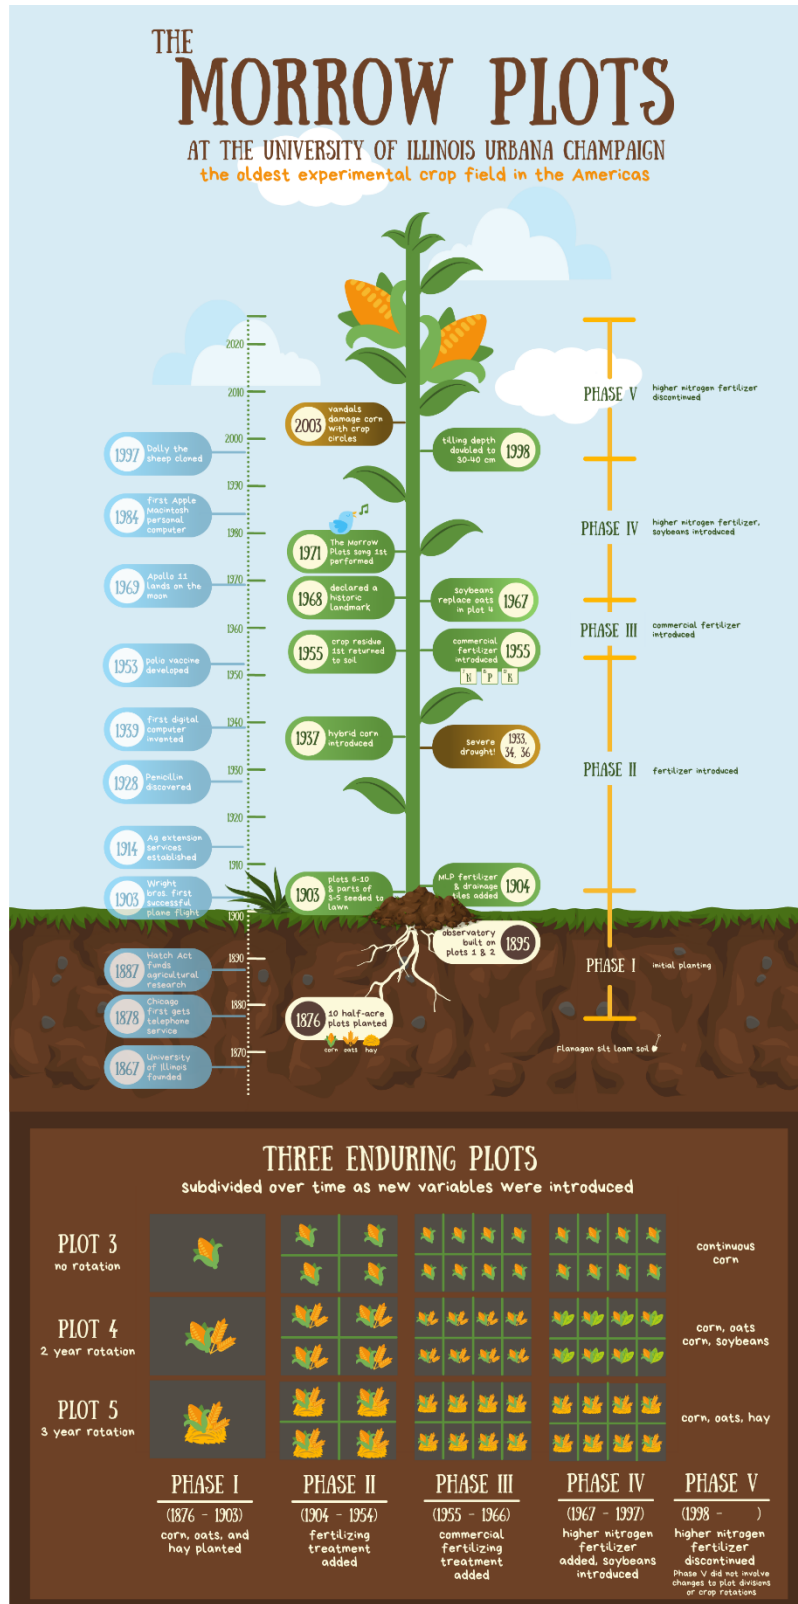 THE
MORROW PLOTS
AT THE UNIVERSITY OF ILLINOIS URBANA CHAMPAIGN
the oldest experimental crop field in the Americas
2020
2010
2000
1990
1980
1970
1960
1950
1940
1930
1920
1910
1900
1890
1880
1870
1997
Dolly the
sheep cloned
1984
first Apple
Macintosh
personal
computer
1969
Apollo 11
lands on the
moon
1953
polio vaccine
developed
1939
first digital
computer
invented
1928
Penicillin
discovered
1914
Ag extension
services
established
1903
Wright
bros. first
successful
plane flight
1887
Hatch Act
funds
agricultural
research
1878
Chicago
first gets
telephone
service
1867
University
of Illinois
founded
2003
vandals
damage corn
with crop
circles
tilling depth
doubled to
30-40 cm
1998
1971
The Morrow
Plots song 1st
performed
1968
declared a
historic
landmark
soybeans
replace oats
in plot 4
1967
1955
crop residue
1st returned
to soil
commercial
fertilizer
introduced
1955
N P K
1937
hybrid corn
introduced
severe
drought!
1933,
34, 36
1903
plots 6-10
& parts of
3-5 seeded to
lawn
MLP fertilizer
& drainage
tiles added
1904
observatory
built on
plots 1 & 2
1895
1876
10 half-acre
plots planted
corn oats hay
PHASE V
higher nitrogen fertilizer
discontinued
PHASE IV
higher nitrogen fertilizer,
soybeans introduced
PHASE III
commercial fertilizer
introduced
PHASE II
fertilizer introduced
PHASE I
initial planting
Flanagan silt loam soil
THREE ENDURING PLOTS
subdivided over time as new variables were introduced
PLOT 3
no rotation
continuous
corn
PLOT 4
2 year rotation
corn, oats
corn, soybeans
PLOT 5
3 year rotation
corn, oats, hay
PHASE I
(1876 - 1903)
corn, oats, and
hay planted
PHASE II
(1904 - 1954)
fertilizing
treatment
added
PHASE III
(1955 - 1966)
commercial
fertilizing
treatment
added
PHASE IV
(1967 - 1997)
higher nitrogen
fertilizer
added, soybeans
introduced
PHASE V
(1998 - )
higher nitrogen
fertilizer
discontinued
Phase V did not involve
changes to plot divisions
or crop rotations